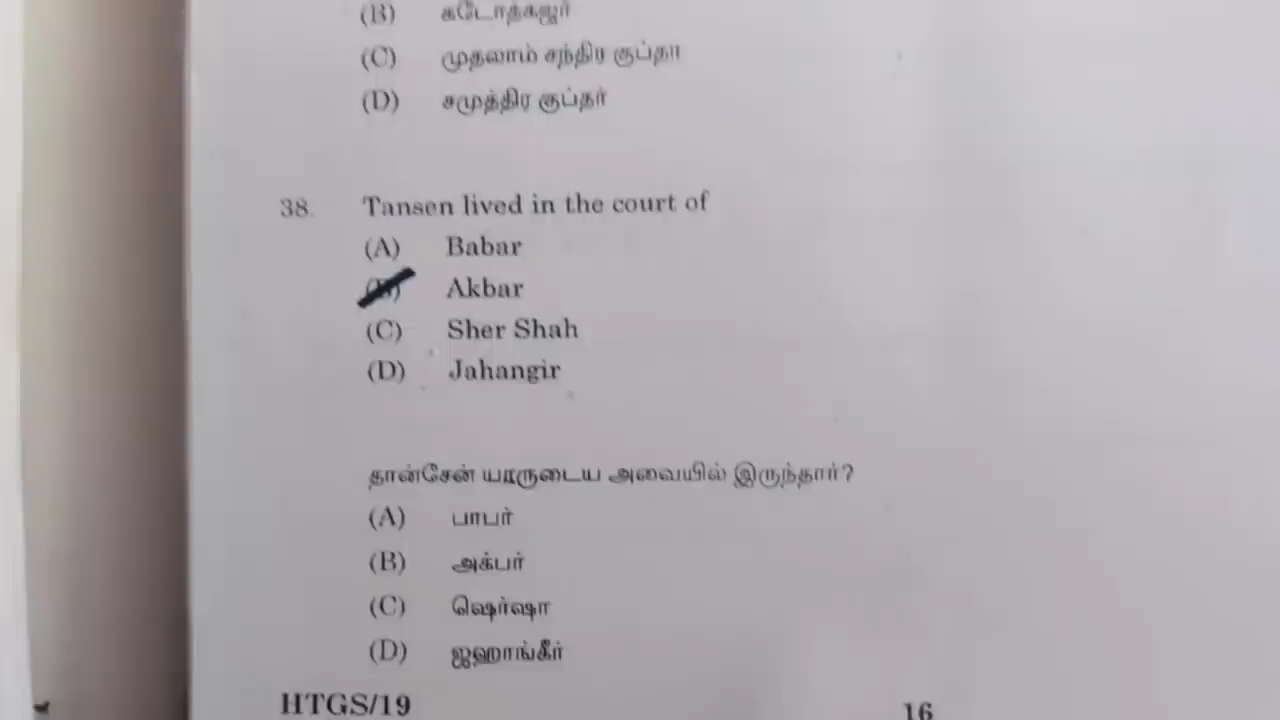 (B) கடோத்கஜர்
(C) முதலாம் சந்திர குப்தா
(D) சமுத்திர குப்தர்
38. Tansen lived in the court of
(A) Babar
(B) Akbar
(C) Sher Shah
(D) Jahangir
தான்சேன் யாருடைய அவையில் இருந்தார்?
(A) பாபர்
(B) அக்பர்
(C) ஷெர்ஷா
(D) ஜஹாங்கீர்
HTGS/19 16